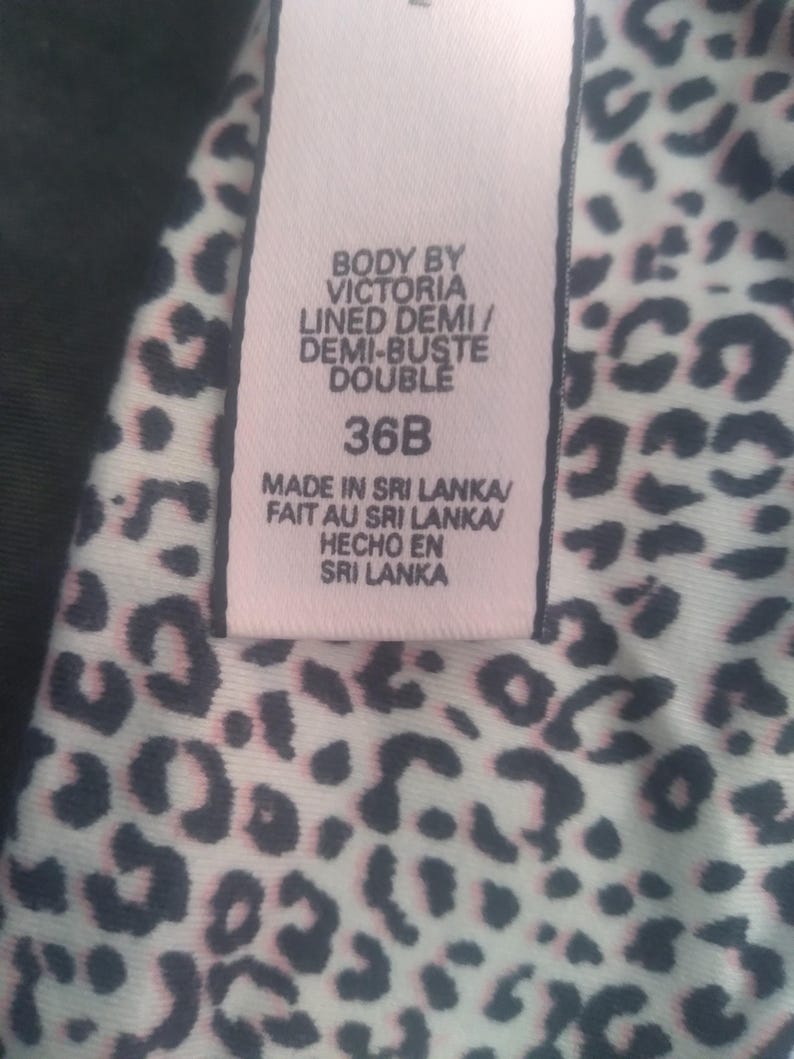 BODY BY
VICTORIA
LINED DEMI /
DEMI-BUSTE
DOUBLÉ
36B
MADE IN SRI LANKA/
FAIT AU SRI LANKA/
HECHO EN
SRI LANKA